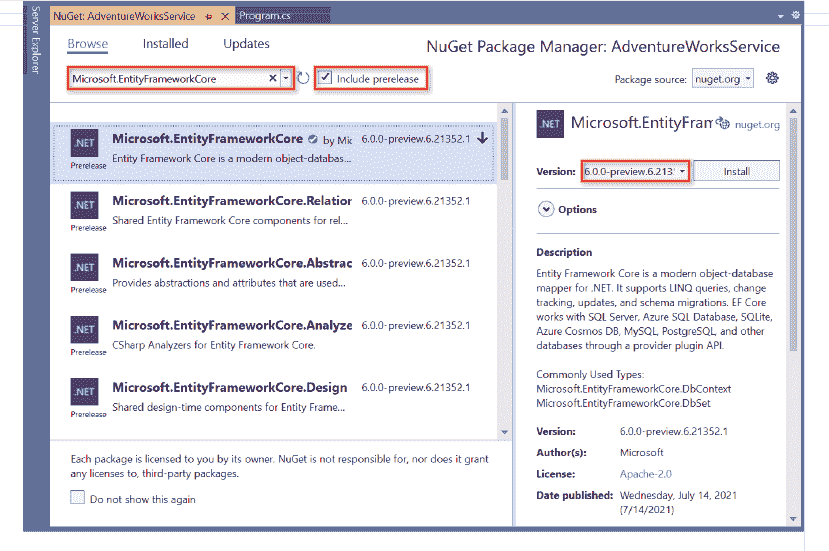 Server Explorer
NuGet: AdventureWorksService
Program.cs
Browse
Installed
Updates
NuGet Package Manager: AdventureWorksService
Microsoft.EntityFrameworkCore
Include prerelease
Package source:
nuget.org
.NET
Prerelease
Microsoft.EntityFrameworkCore
by Mi
6.0.0-preview.6.21352.1
Entity Framework Core is a modern object-databas...
.NET
Prerelease
Microsoft.EntityFrameworkCore.Relation
6.0.0-preview.6.21352.1
Shared Entity Framework Core components for rel...
.NET
Prerelease
Microsoft.EntityFrameworkCore.Abstrac
6.0.0-preview.6.21352.1
Provides abstractions and attributes that are used...
.NET
Prerelease
Microsoft.EntityFrameworkCore.Analyze
6.0.0-preview.6.21352.1
CSharp Analyzers for Entity Framework Core.
.NET
Prerelease
Microsoft.EntityFrameworkCore.Design
6.0.0-preview.6.21352.1
Shared design-time components for Entity Frame...
Each package is licensed to you by its owner. NuGet is not responsible for, nor does it grant
any licenses to, third-party packages.
Do not show this again
.NET
Microsoft.EntityFram
nuget.org
Version:
6.0.0-preview.6.213
Install
Options
Description
Entity Framework Core is a modern object-database
mapper for .NET. It supports LINQ queries, change
tracking, updates, and schema migrations. EF Core
works with SQL Server, Azure SQL Database, SQLite,
Azure Cosmos DB, MySQL, PostgreSQL, and other
databases through a provider plugin API.
Commonly Used Types:
Microsoft.EntityFrameworkCore.DbContext
Microsoft.EntityFrameworkCore.DbSet
Version:
6.0.0-preview.6.21352.1
Author(s):
Microsoft
License:
Apache-2.0
Date published:
Wednesday, July 14, 2021
(7/14/2021)